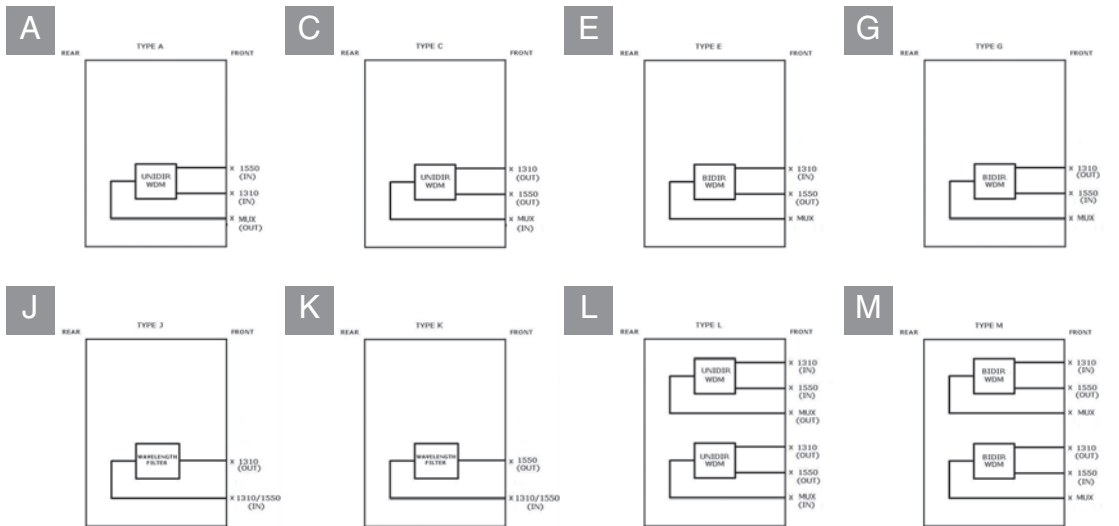 A
TYPE A
REAR
FRONT
UNIDIR
WDM
x 1550
(IN)
x 1310
(IN)
x MUX
(OUT)
C
TYPE C
REAR
FRONT
UNIDIR
WDM
x 1310
(OUT)
x 1550
(OUT)
x MUX
(IN)
E
TYPE E
REAR
FRONT
BIDIR
WDM
x 1310
(IN)
x 1550
(OUT)
x MUX
G
TYPE G
REAR
FRONT
BIDIR
WDM
x 1310
(OUT)
x 1550
(IN)
x MUX
J
TYPE J
REAR
FRONT
WAVELENGTH
FILTER
x 1310
(OUT)
x 1310/1550
(IN)
K
TYPE K
REAR
FRONT
WAVELENGTH
FILTER
x 1550
(OUT)
x 1310/1550
(IN)
L
TYPE L
REAR
FRONT
UNIDIR
WDM
x 1310
(IN)
x 1550
(IN)
x MUX
(OUT)
UNIDIR
WDM
x 1310
(OUT)
x 1550
(OUT)
x MUX
(IN)
M
TYPE M
REAR
FRONT
BIDIR
WDM
x 1310
(IN)
x 1550
(OUT)
x MUX
BIDIR
WDM
x 1310
(OUT)
x 1550
(IN)
x MUX